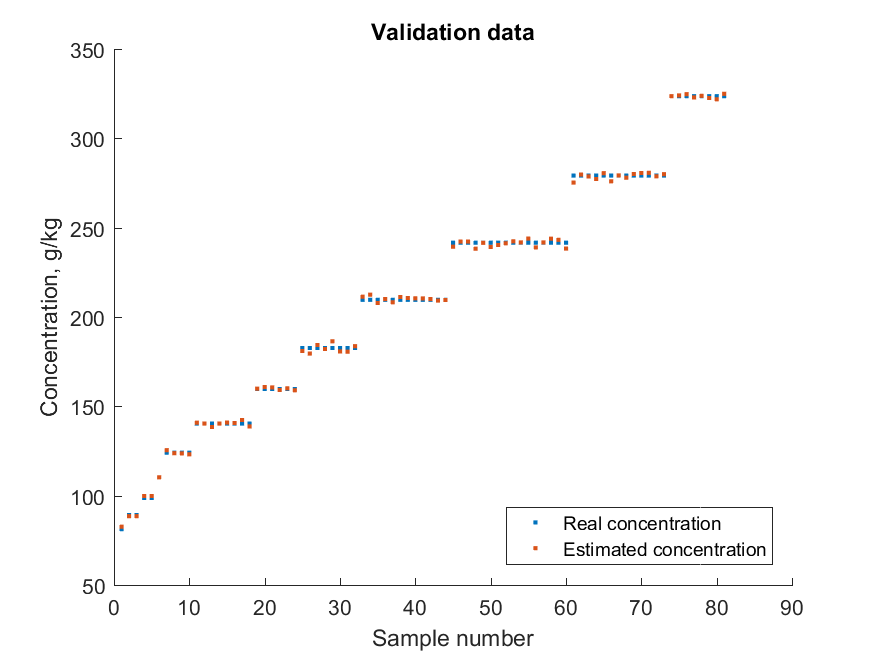 Validation data
350
300
250
200
150
100
50
Concentration, g/kg
0 10 20 30 40 50 60 70 80 90
Sample number
Real concentration
Estimated concentration